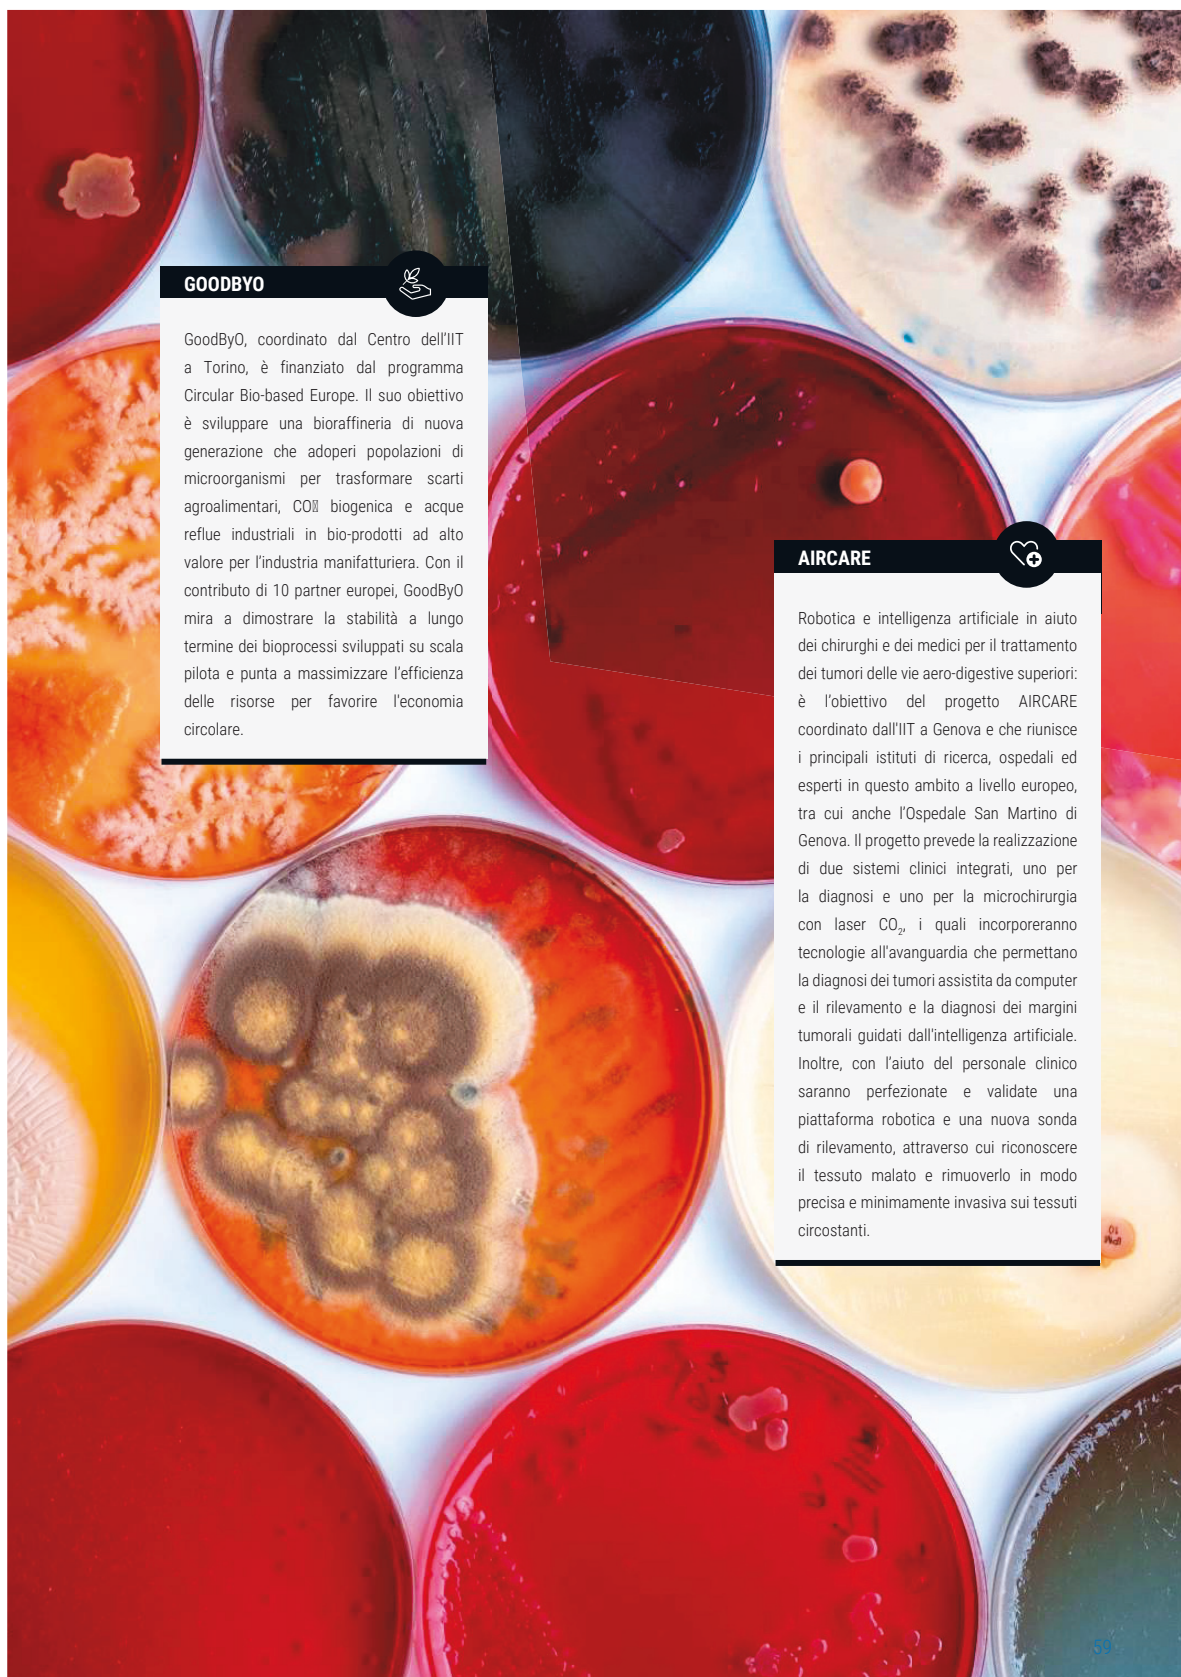 GOODBYO
GoodByO, coordinato dal Centro dell'IIT
a Torino, è finanziato dal programma
Circular Bio-based Europe. Il suo obiettivo
è sviluppare una bioraffineria di nuova
generazione che adoperi popolazioni di
microorganismi per trasformare scarti
agroalimentari, CO▯ biogenica e acque
reflue industriali in bio-prodotti ad alto
valore per l'industria manifatturiera. Con il
contributo di 10 partner europei, GoodByO
mira a dimostrare la stabilità a lungo
termine dei bioprocessi sviluppati su scala
pilota e punta a massimizzare l'efficienza
delle risorse per favorire l'economia
circolare.
AIRCARE
Robotica e intelligenza artificiale in aiuto
dei chirurghi e dei medici per il trattamento
dei tumori delle vie aero-digestive superiori:
è l'obiettivo del progetto AIRCARE
coordinato dall'IIT a Genova e che riunisce
i principali istituti di ricerca, ospedali ed
esperti in questo ambito a livello europeo,
tra cui anche l'Ospedale San Martino di
Genova. Il progetto prevede la realizzazione
di due sistemi clinici integrati, uno per
la diagnosi e uno per la microchirurgia
con laser CO₂, i quali incorporeranno
tecnologie all'avanguardia che permettano
la diagnosi dei tumori assistita da computer
e il rilevamento e la diagnosi dei margini
tumorali guidati dall'intelligenza artificiale.
Inoltre, con l'aiuto del personale clinico
saranno perfezionate e validate una
piattaforma robotica e una nuova sonda
di rilevamento, attraverso cui riconoscere
il tessuto malato e rimuoverlo in modo
precisa e minimamente invasiva sui tessuti
circostanti.
IPM
10
59